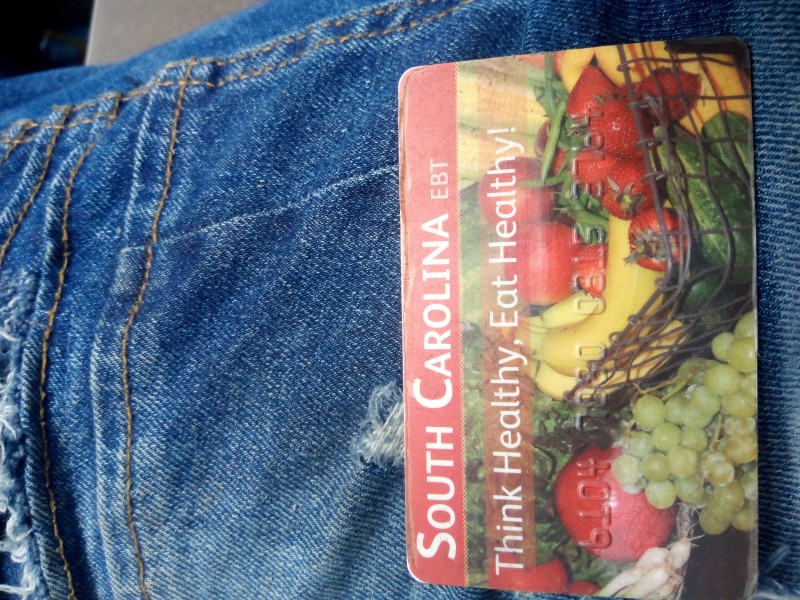 SOUTH CAROLINA EBT
Think Healthy, Eat Healthy!